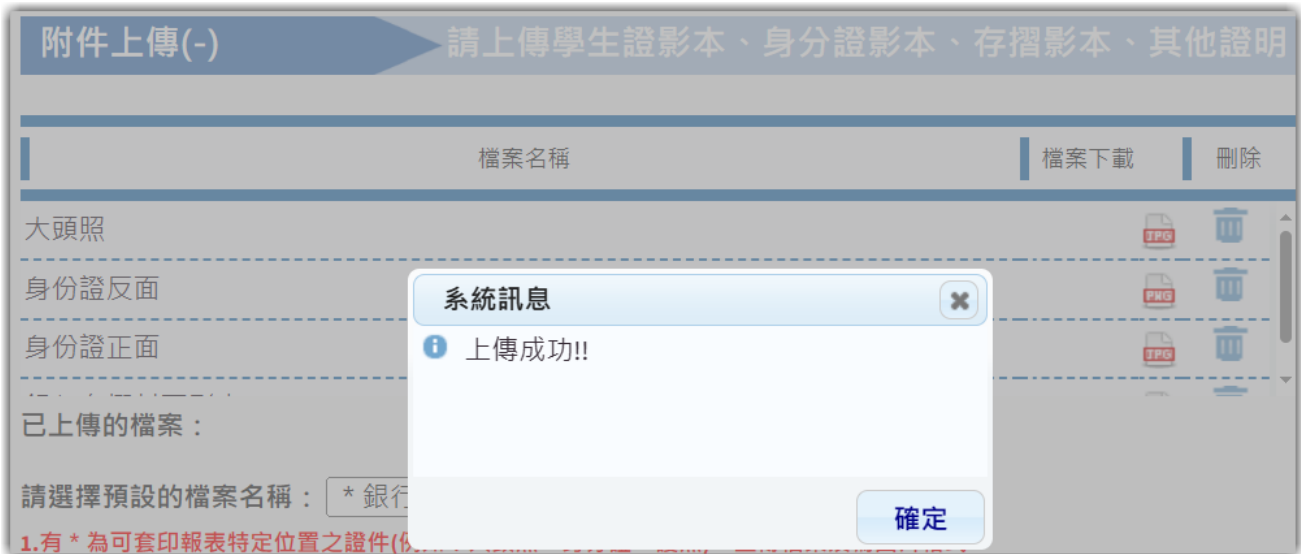 附件上傳(-)
請上傳學生證影本、身分證影本、存摺影本、其他證明
檔案名稱 檔案下載 刪除
大頭照 JPG
身份證反面 PNG
身份證正面 JPG
系統訊息
上傳成功!!
確定
已上傳的檔案：
請選擇預設的檔案名稱： * 銀行
1.有 * 為可套印報表特定位置之證件(